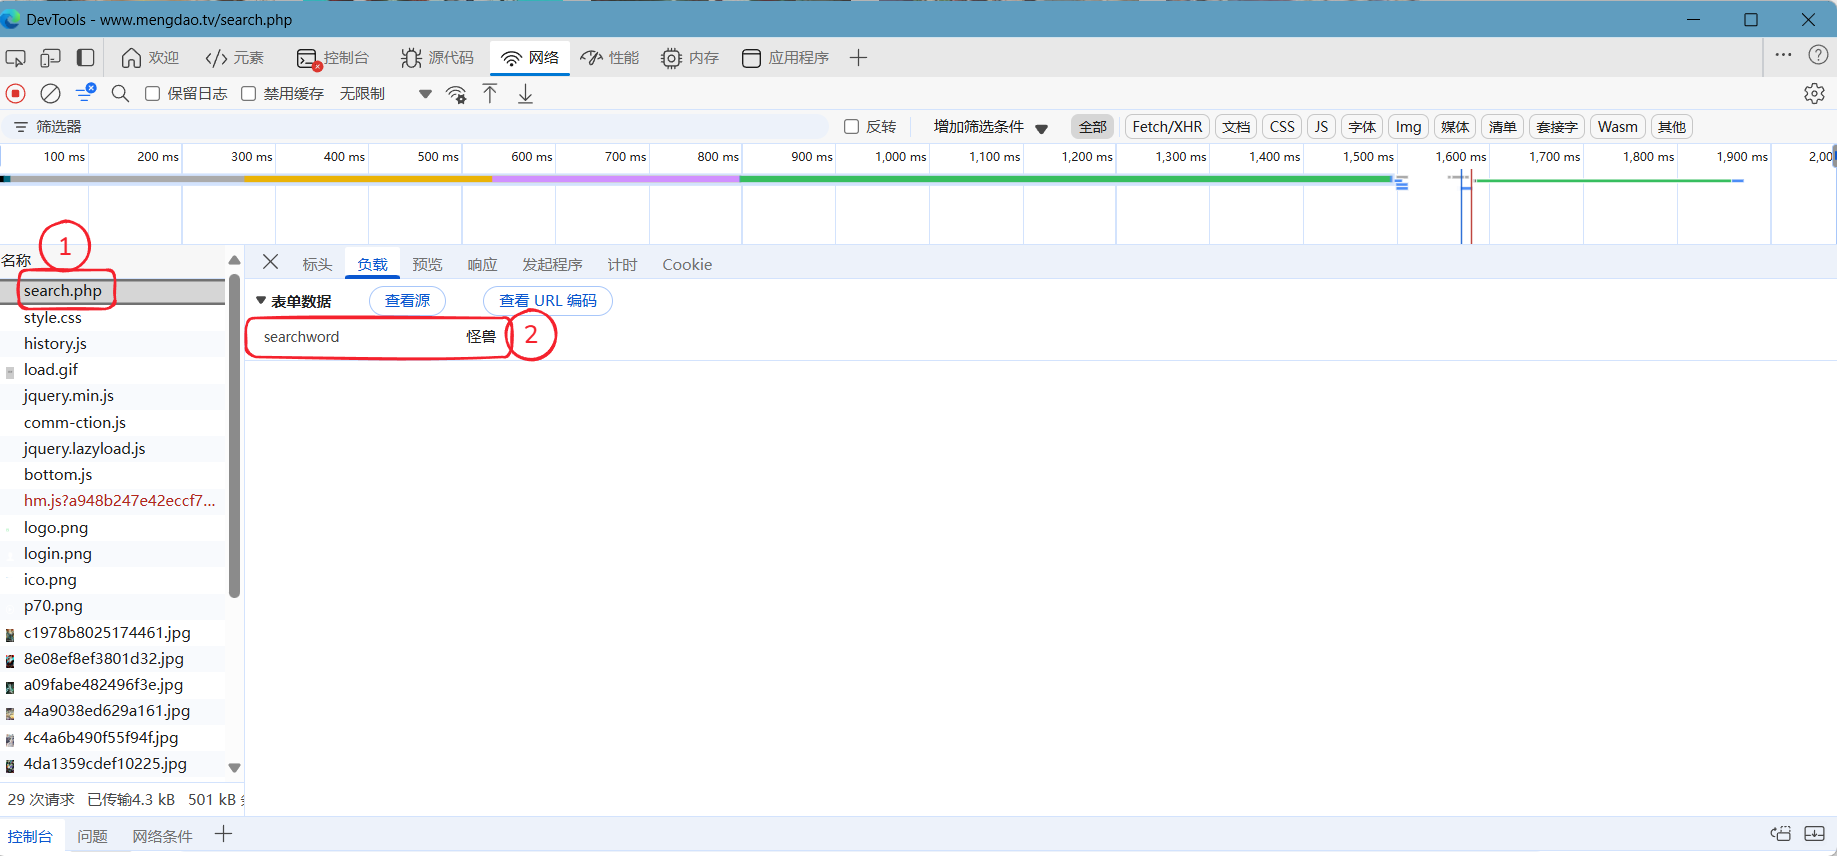 DevTools - www.mengdao.tv/search.php
欢迎 元素 控制台 源代码 网络 性能 内存 应用程序
保留日志 禁用缓存 无限制
筛选器 反转 增加筛选条件 全部 Fetch/XHR 文档 CSS JS 字体 Img 媒体 清单 套接字 Wasm 其他
100 ms 200 ms 300 ms 400 ms 500 ms 600 ms 700 ms 800 ms 900 ms 1,000 ms 1,100 ms 1,200 ms 1,300 ms 1,400 ms 1,500 ms 1,600 ms 1,700 ms 1,800 ms 1,900 ms 2,00
1
名称
标头 负载 预览 响应 发起程序 计时 Cookie
search.php
表单数据 查看源 查看 URL 编码
searchword 怪兽 2
style.css
history.js
load.gif
jquery.min.js
comm-ction.js
jquery.lazyload.js
bottom.js
hm.js?a948b247e42eccf7...
logo.png
login.png
ico.png
p70.png
c1978b8025174461.jpg
8e08ef8ef3801d32.jpg
a09fabe482496f3e.jpg
a4a9038ed629a161.jpg
4c4a6b490f55f94f.jpg
4da1359cdef10225.jpg
29 次请求 已传输4.3 kB 501 kB
控制台 问题 网络条件